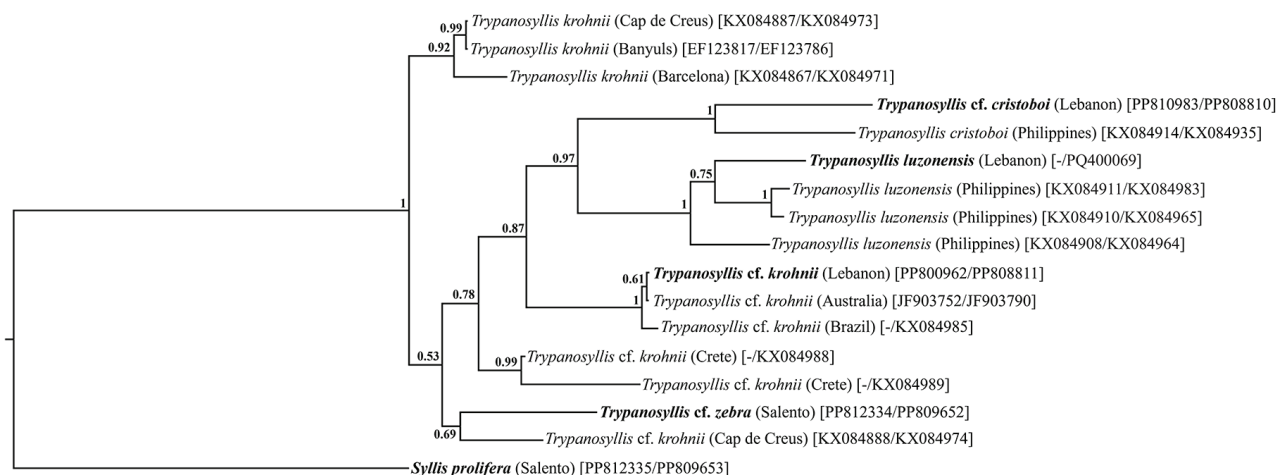 0.99
Trypanosyllis krohnii (Cap de Creus) [KX084887/KX084973]
0.92
Trypanosyllis krohnii (Banyuls) [EF123817/EF123786]
Trypanosyllis krohnii (Barcelona) [KX084867/KX084971]
1
Trypanosyllis cf. cristoboi (Lebanon) [PP810983/PP808810]
Trypanosyllis cristoboi (Philippines) [KX084914/KX084935]
0.97
Trypanosyllis luzonensis (Lebanon) [-/PQ400069]
0.75
1
Trypanosyllis luzonensis (Philippines) [KX084911/KX084983]
1
1
Trypanosyllis luzonensis (Philippines) [KX084910/KX084965]
0.87
Trypanosyllis luzonensis (Philippines) [KX084908/KX084964]
0.61
Trypanosyllis cf. krohnii (Lebanon) [PP800962/PP808811]
0.78
1
Trypanosyllis cf. krohnii (Australia) [JF903752/JF903790]
Trypanosyllis cf. krohnii (Brazil) [-/KX084985]
0.53
0.99
Trypanosyllis cf. krohnii (Crete) [-/KX084988]
Trypanosyllis cf. krohnii (Crete) [-/KX084989]
Trypanosyllis cf. zebra (Salento) [PP812334/PP809652]
0.69
Trypanosyllis cf. krohnii (Cap de Creus) [KX084888/KX084974]
Syllis prolifera (Salento) [PP812335/PP809653]